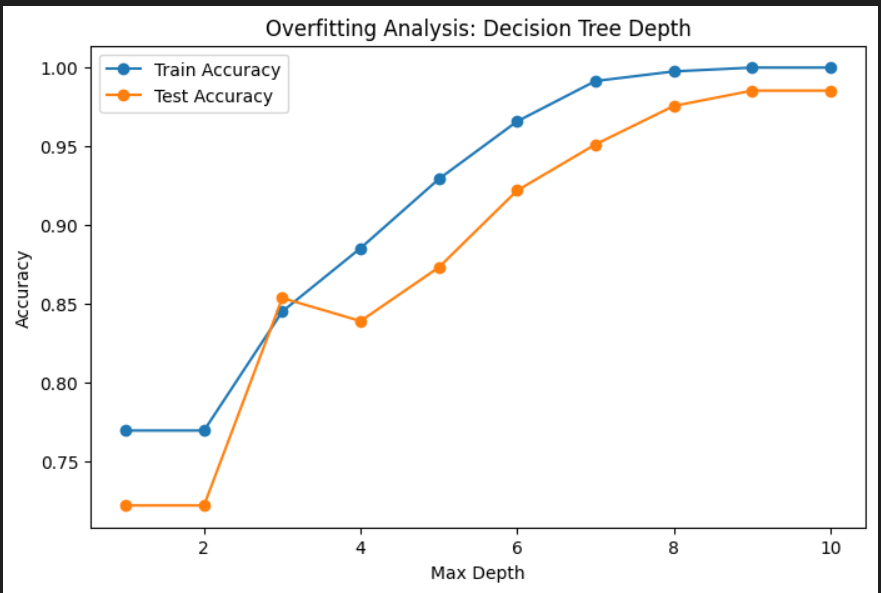 Overfitting Analysis: Decision Tree Depth
Train Accuracy
Test Accuracy
1.00
0.95
0.90
0.85
0.80
0.75
Accuracy
2 4 6 8 10
Max Depth